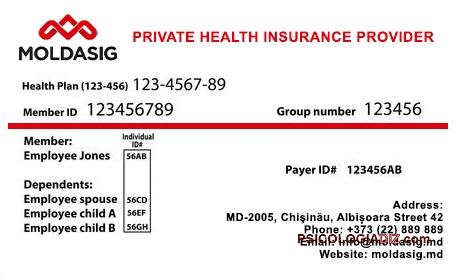 MOLDASIG
PRIVATE HEALTH INSURANCE PROVIDER
Health Plan (123-456) 123-4567-89
Member ID 123456789 Group number 123456
Member: Individual
ID#
Employee Jones 56AB
Payer ID# 123456AB
Dependents:
Employee spouse 56CD
Employee child A 56EF
Employee child B 56GH
Address:
MD-2005, Chişinău, Albişoara Street 42
Phone: +373 (22) 889 889
PSICOLOGIADIZ.com
Email: info@moldasig.md
Website: moldasig.md